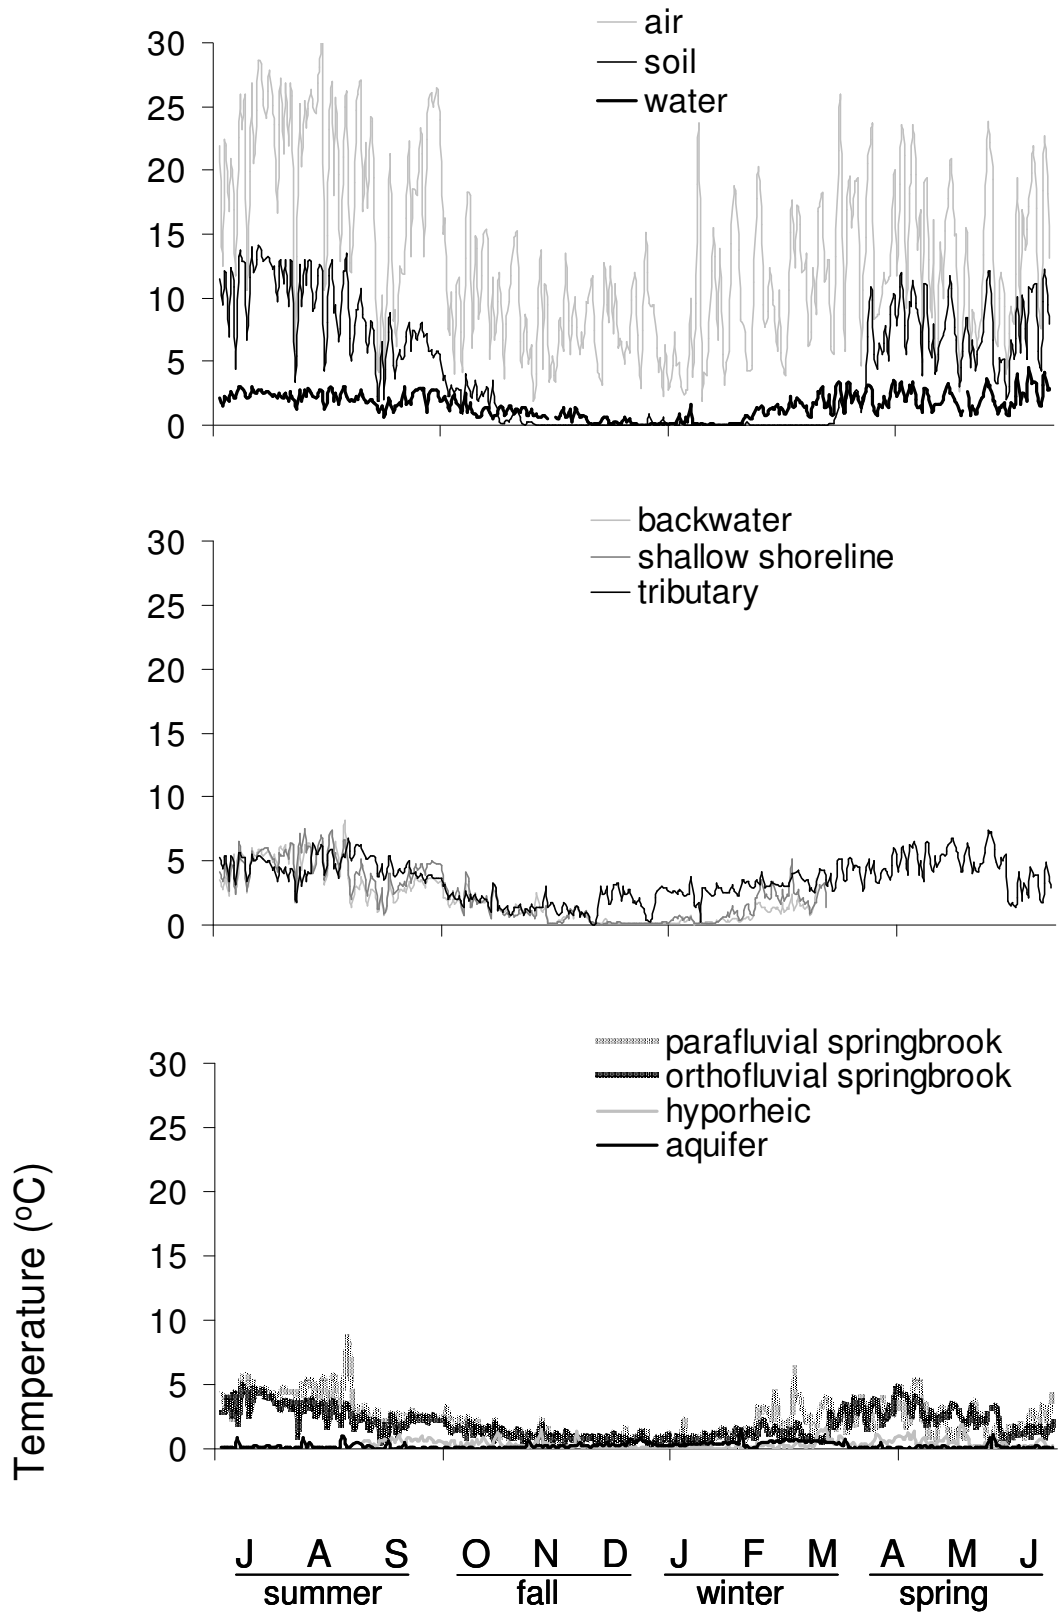 air
soil
water
30
25
20
15
10
5
0
backwater
shallow shoreline
tributary
30
25
20
15
10
5
0
parafluvial springbrook
orthofluvial springbrook
hyporheic
aquifer
30
25
20
15
10
5
0
Temperature (ºC)
J A S O N D J F M A M J
summer fall winter spring